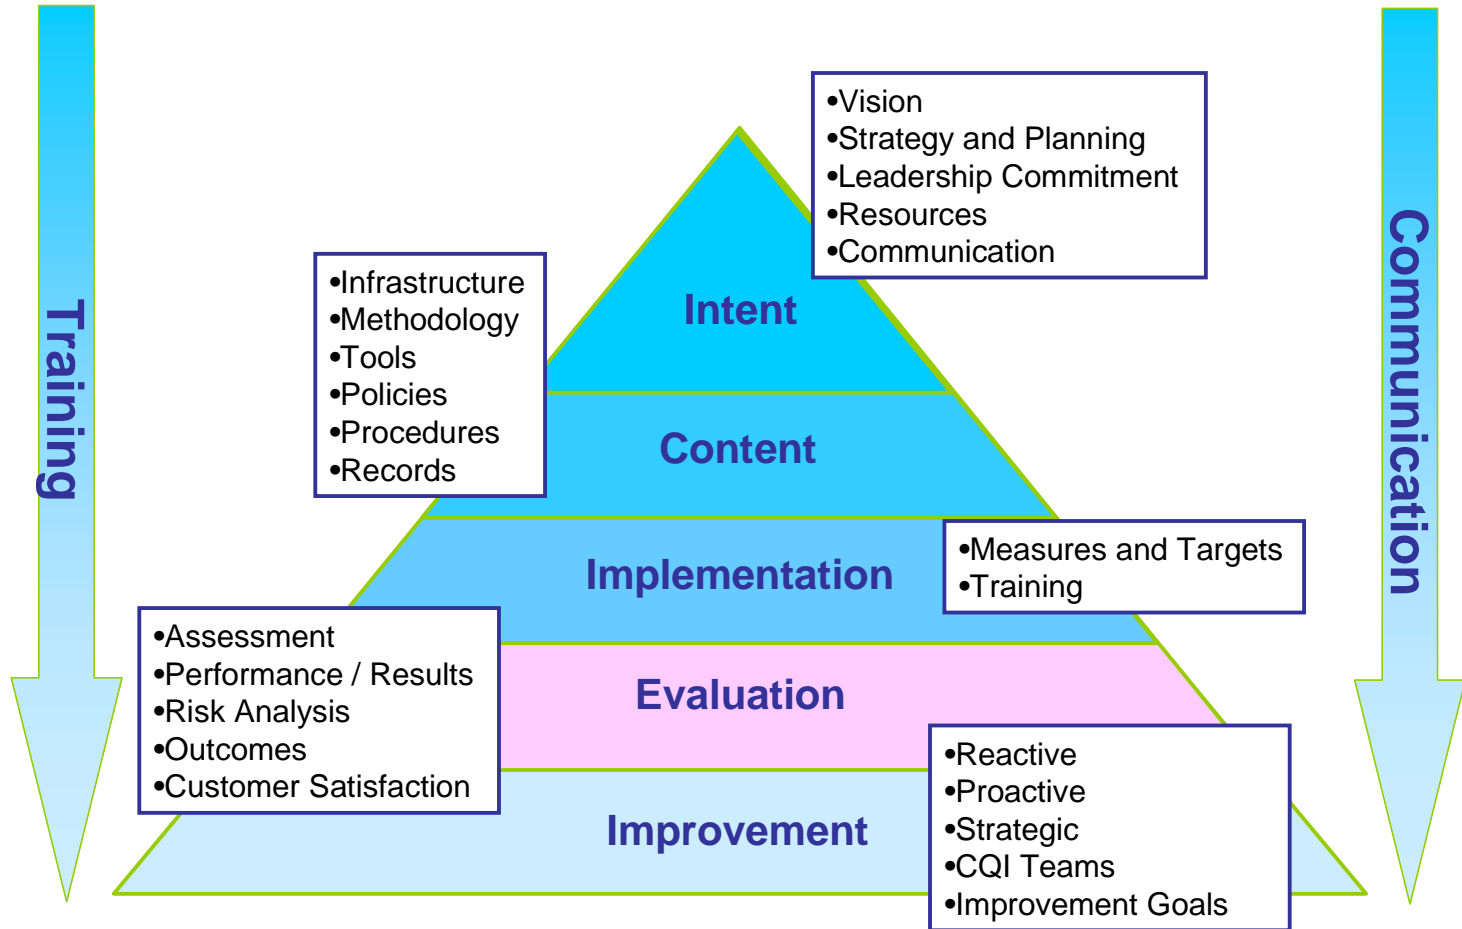 Training
•Vision
•Strategy and Planning
•Leadership Commitment
•Resources
•Communication
Communication
•Infrastructure
•Methodology
•Tools
•Policies
•Procedures
•Records
Intent
Content
Implementation
•Measures and Targets
•Training
•Assessment
•Performance / Results
•Risk Analysis
•Outcomes
•Customer Satisfaction
Evaluation
Improvement
•Reactive
•Proactive
•Strategic
•CQI Teams
•Improvement Goals